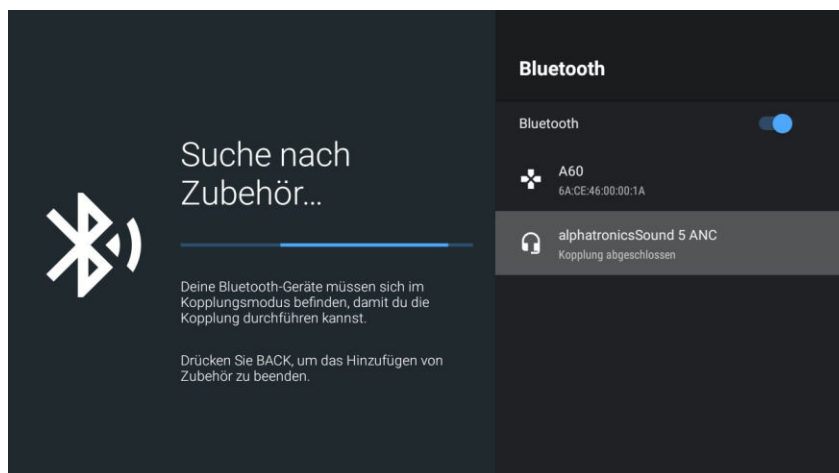 Suche nach
Zubehör...
Deine Bluetooth-Geräte müssen sich im
Kopplungsmodus befinden, damit du die
Kopplung durchführen kannst.
Drücken Sie BACK, um das Hinzufügen von
Zubehör zu beenden.
Bluetooth
Bluetooth
A60
6A:CE:46:00:00:1A
alphatronicsSound 5 ANC
Kopplung abgeschlossen